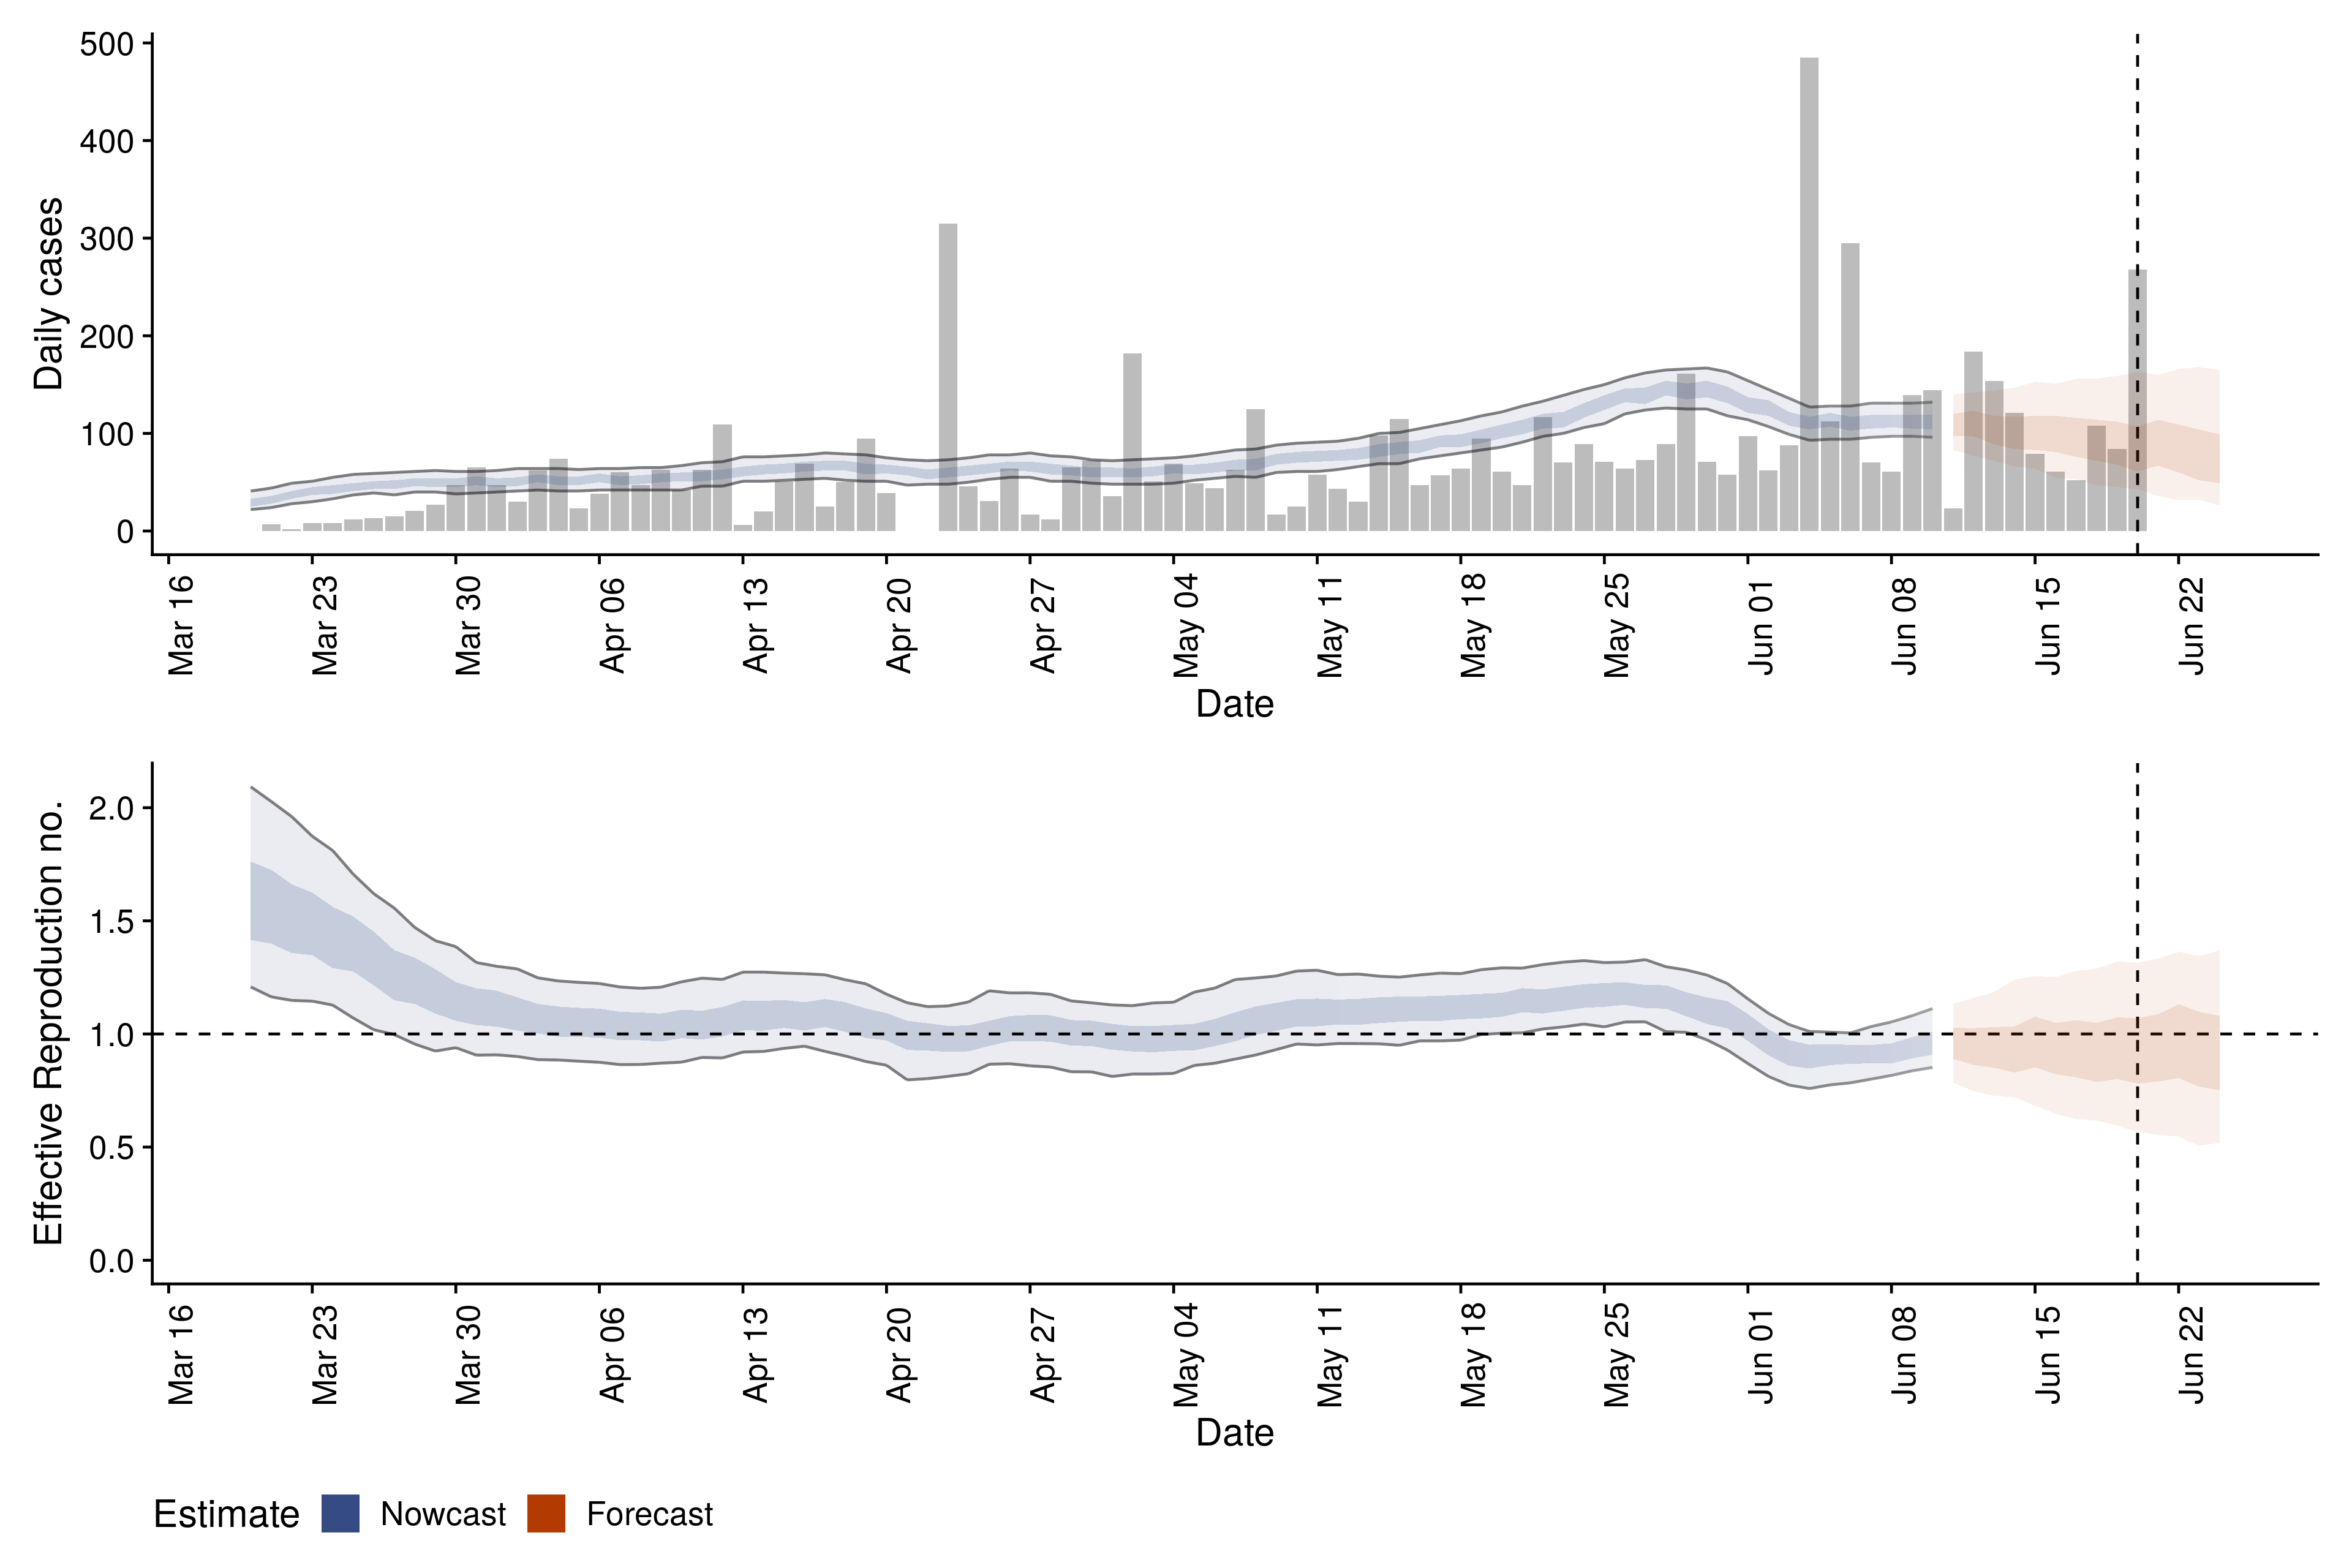 Daily cases
500
400
300
200
100
0
Mar 16
Mar 23
Mar 30
Apr 06
Apr 13
Apr 20
Apr 27
May 04
May 11
May 18
May 25
Jun 01
Jun 08
Jun 15
Jun 22
Date
Effective Reproduction no.
2.0
1.5
1.0
0.5
0.0
Mar 16
Mar 23
Mar 30
Apr 06
Apr 13
Apr 20
Apr 27
May 04
May 11
May 18
May 25
Jun 01
Jun 08
Jun 15
Jun 22
Date
Estimate Nowcast Forecast